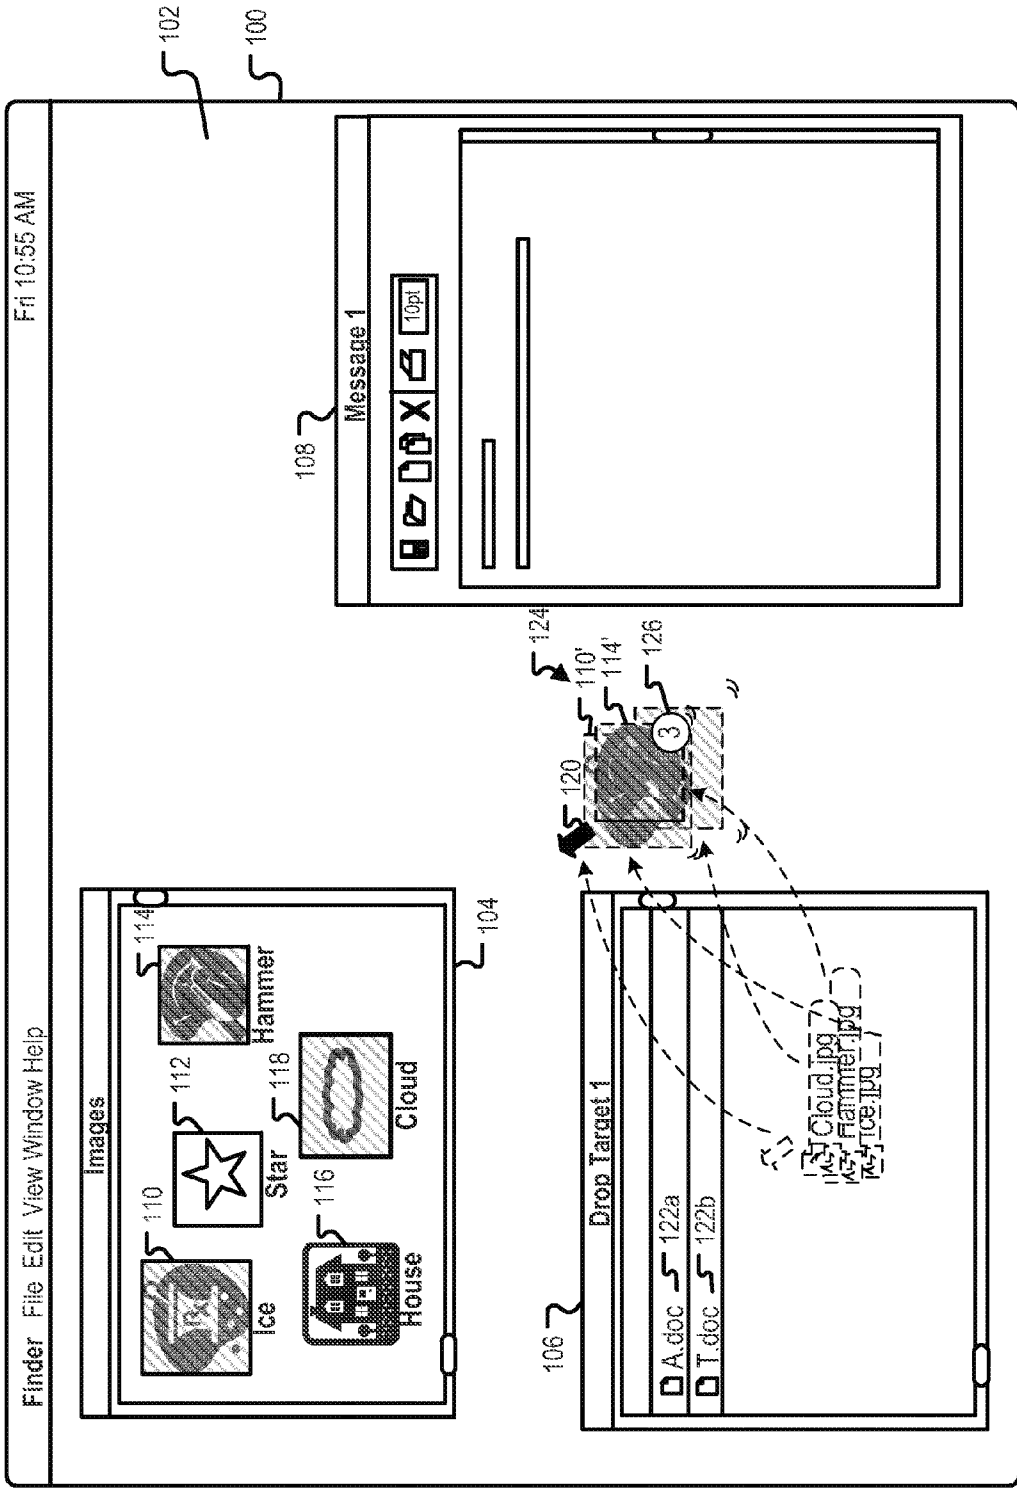 Finder File Edit View Window Help Fri 10:55 AM
102
100
Images
110
112
114
Ice
Star
Hammer
116
118
House
Cloud
104
108
Message 1
10pt
106
Drop Target 1
A.doc 122a
T.doc 122b
Cloud.jpg
Hammer.jpg
Ice.jpg
120
124
110'
114'
126
3